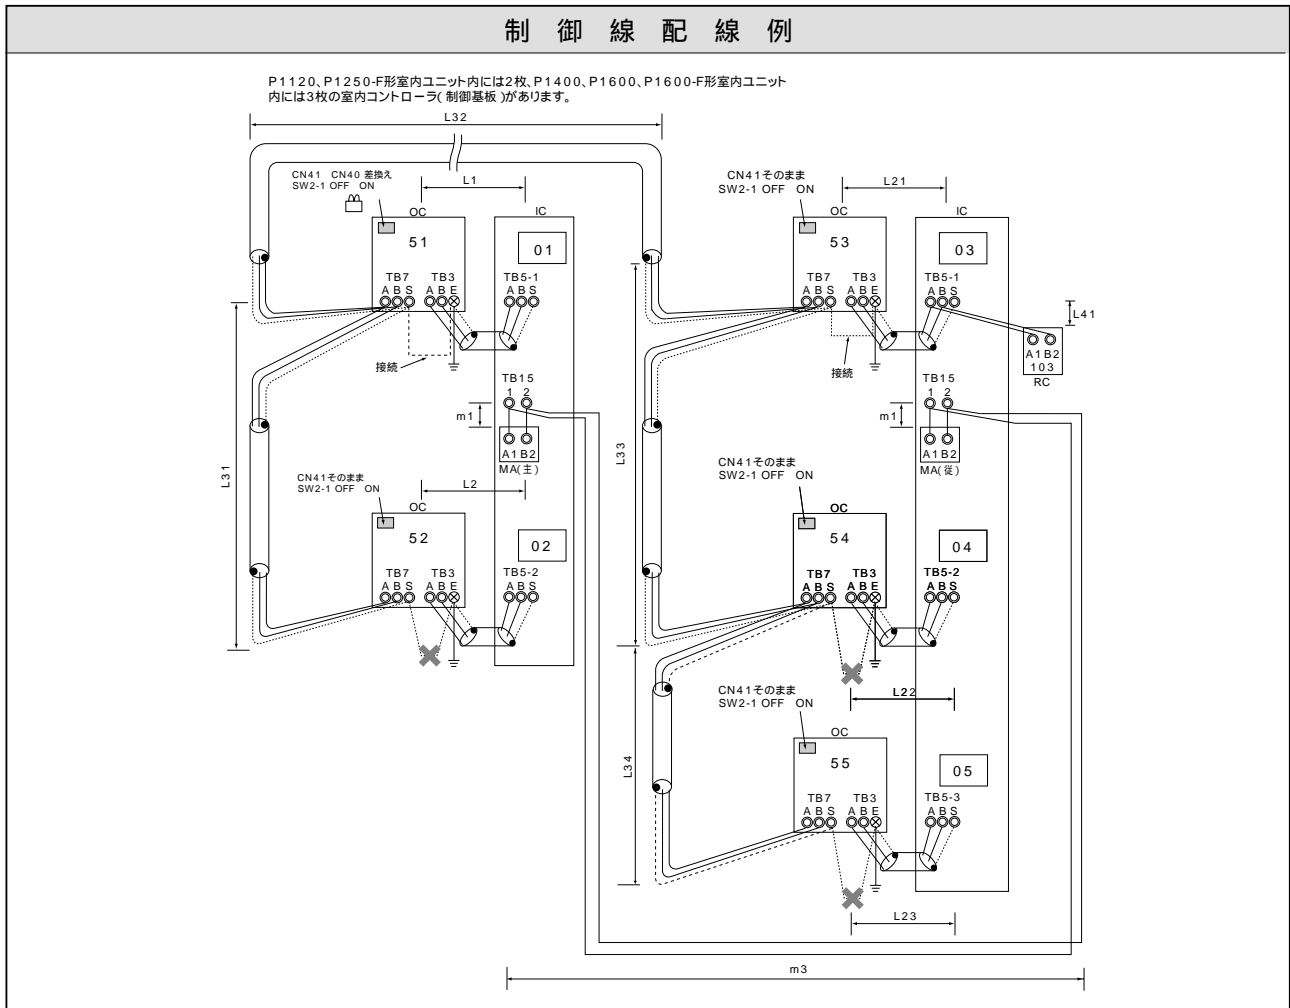 制御線配線例
P1120、P1250-F形室内ユニット内には2枚、P1400、P1600、P1600-F形室内ユニット
内には3枚の室内コントローラ(制御基板)があります。
L32
CN41 CN40 差換え
SW2-1 OFF ON
L1
OC
IC
51
01
TB7
TB3
TB5-1
A B S
A B E
A B S
接続
TB15
1 2
m1
A1 B2
MA(主)
L31
CN41そのまま
SW2-1 OFF ON
L2
OC
52
02
TB7
TB3
TB5-2
A B S
A B E
A B S
CN41そのまま
SW2-1 OFF ON
L21
OC
IC
53
03
TB7
TB3
TB5-1
A B S
A B E
A B S
L41
A1 B2
103
RC
接続
TB15
1 2
m1
A1 B2
MA(従)
L33
CN41そのまま
SW2-1 OFF ON
OC
54
04
TB7
TB3
TB5-2
A B S
A B E
A B S
L22
L34
CN41そのまま
SW2-1 OFF ON
OC
55
05
TB7
TB3
TB5-3
A B S
A B E
A B S
L23
m3